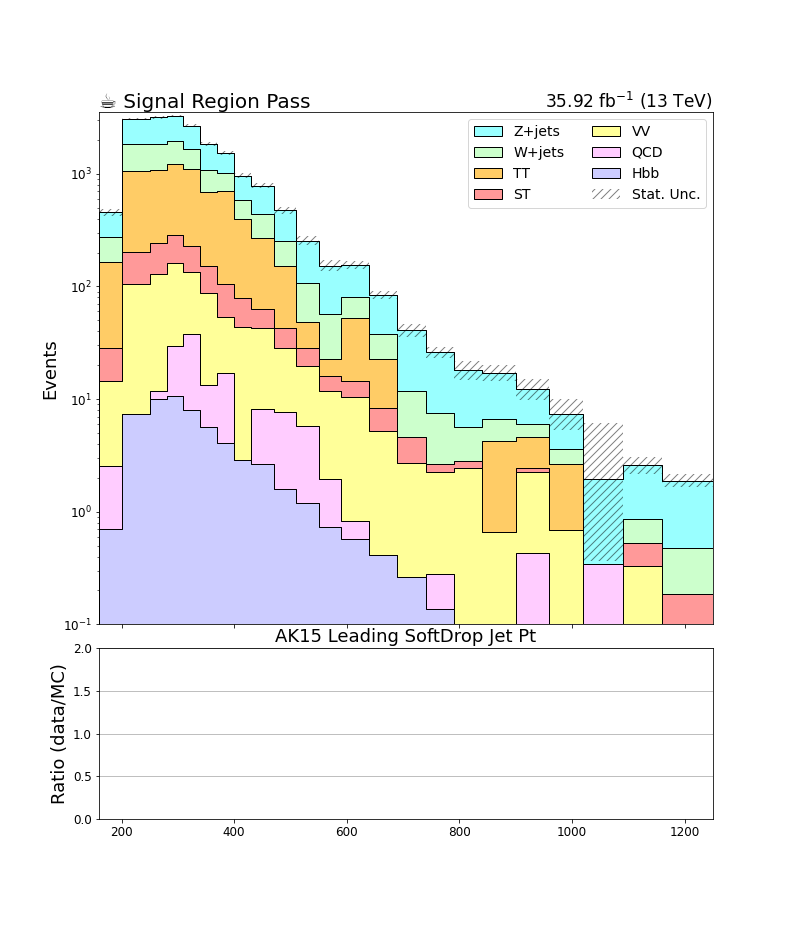 ☕ Signal Region Pass 35.92 fb⁻¹ (13 TeV)
Z+jets VV
W+jets QCD
TT Hbb
ST Stat. Unc.
10³
10²
10¹
10⁰
10⁻¹
Events
AK15 Leading SoftDrop Jet Pt
2.0
1.5
1.0
0.5
0.0
Ratio (data/MC)
200 400 600 800 1000 1200